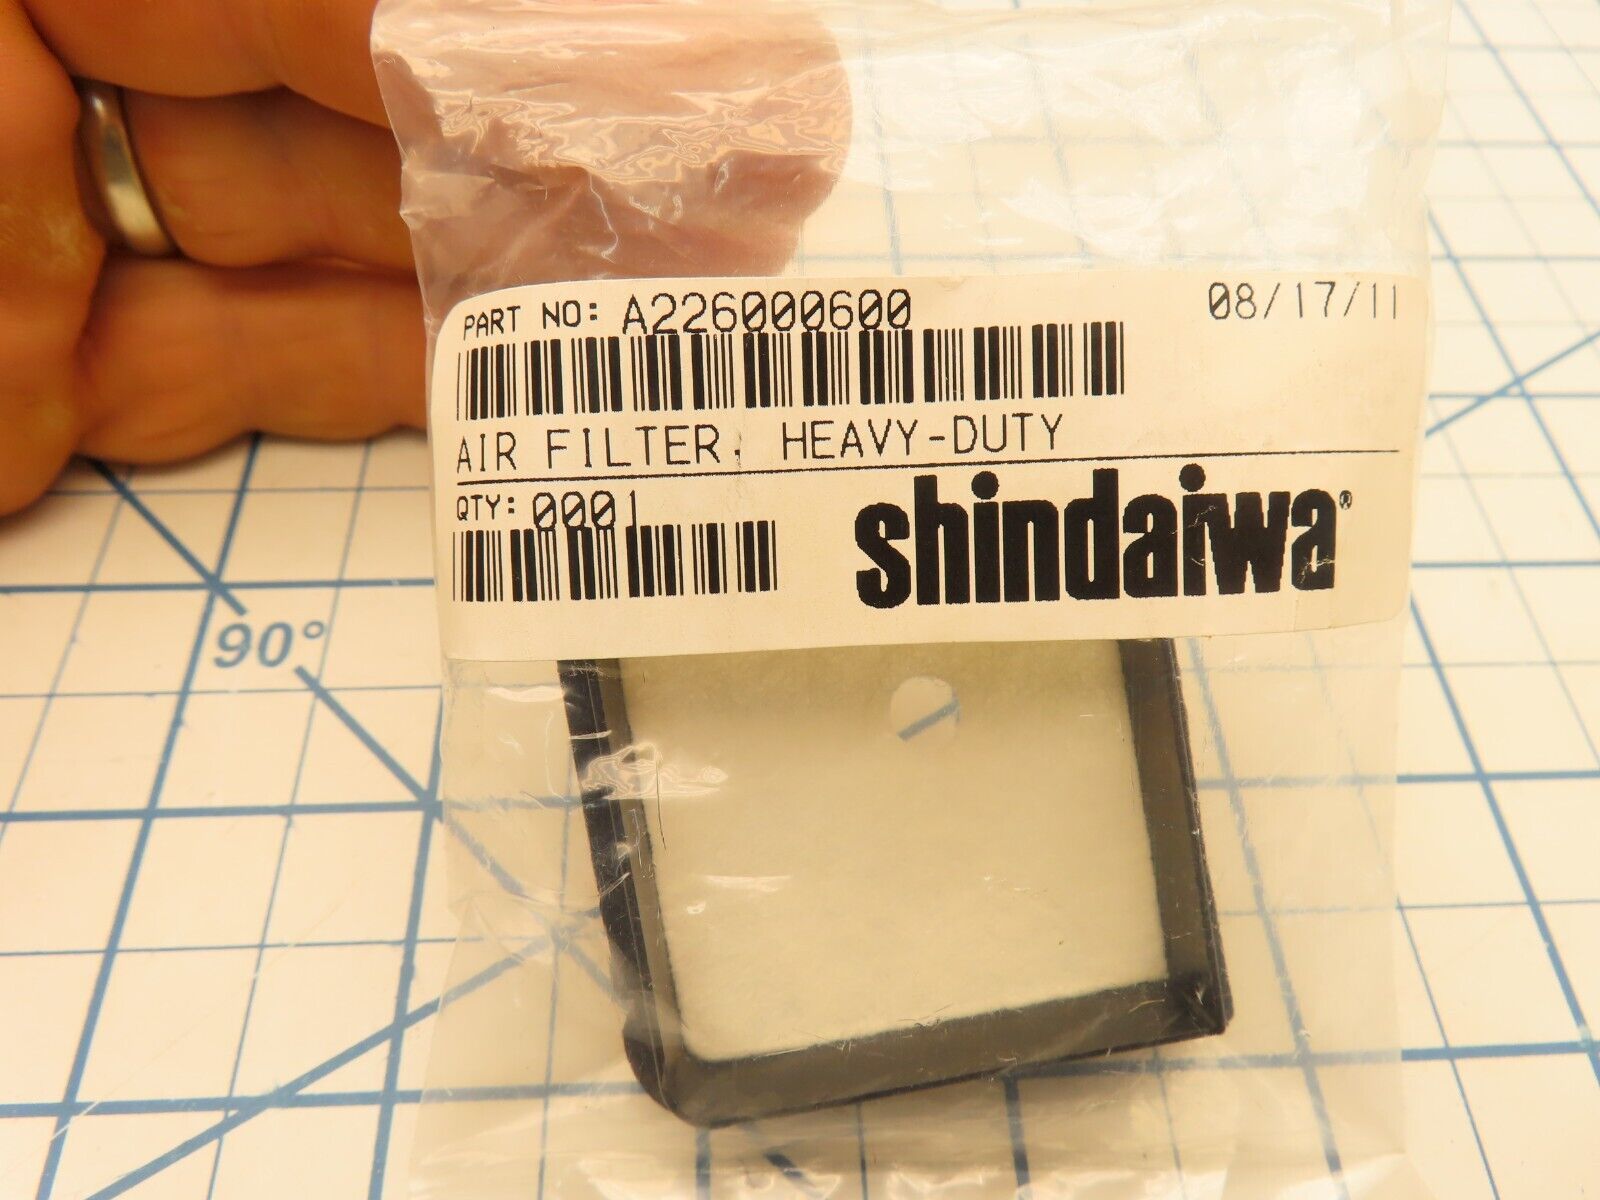 PART NO: A226000600 08/17/11
AIR FILTER, HEAVY-DUTY
QTY: 0001
shindaiwa®
90°